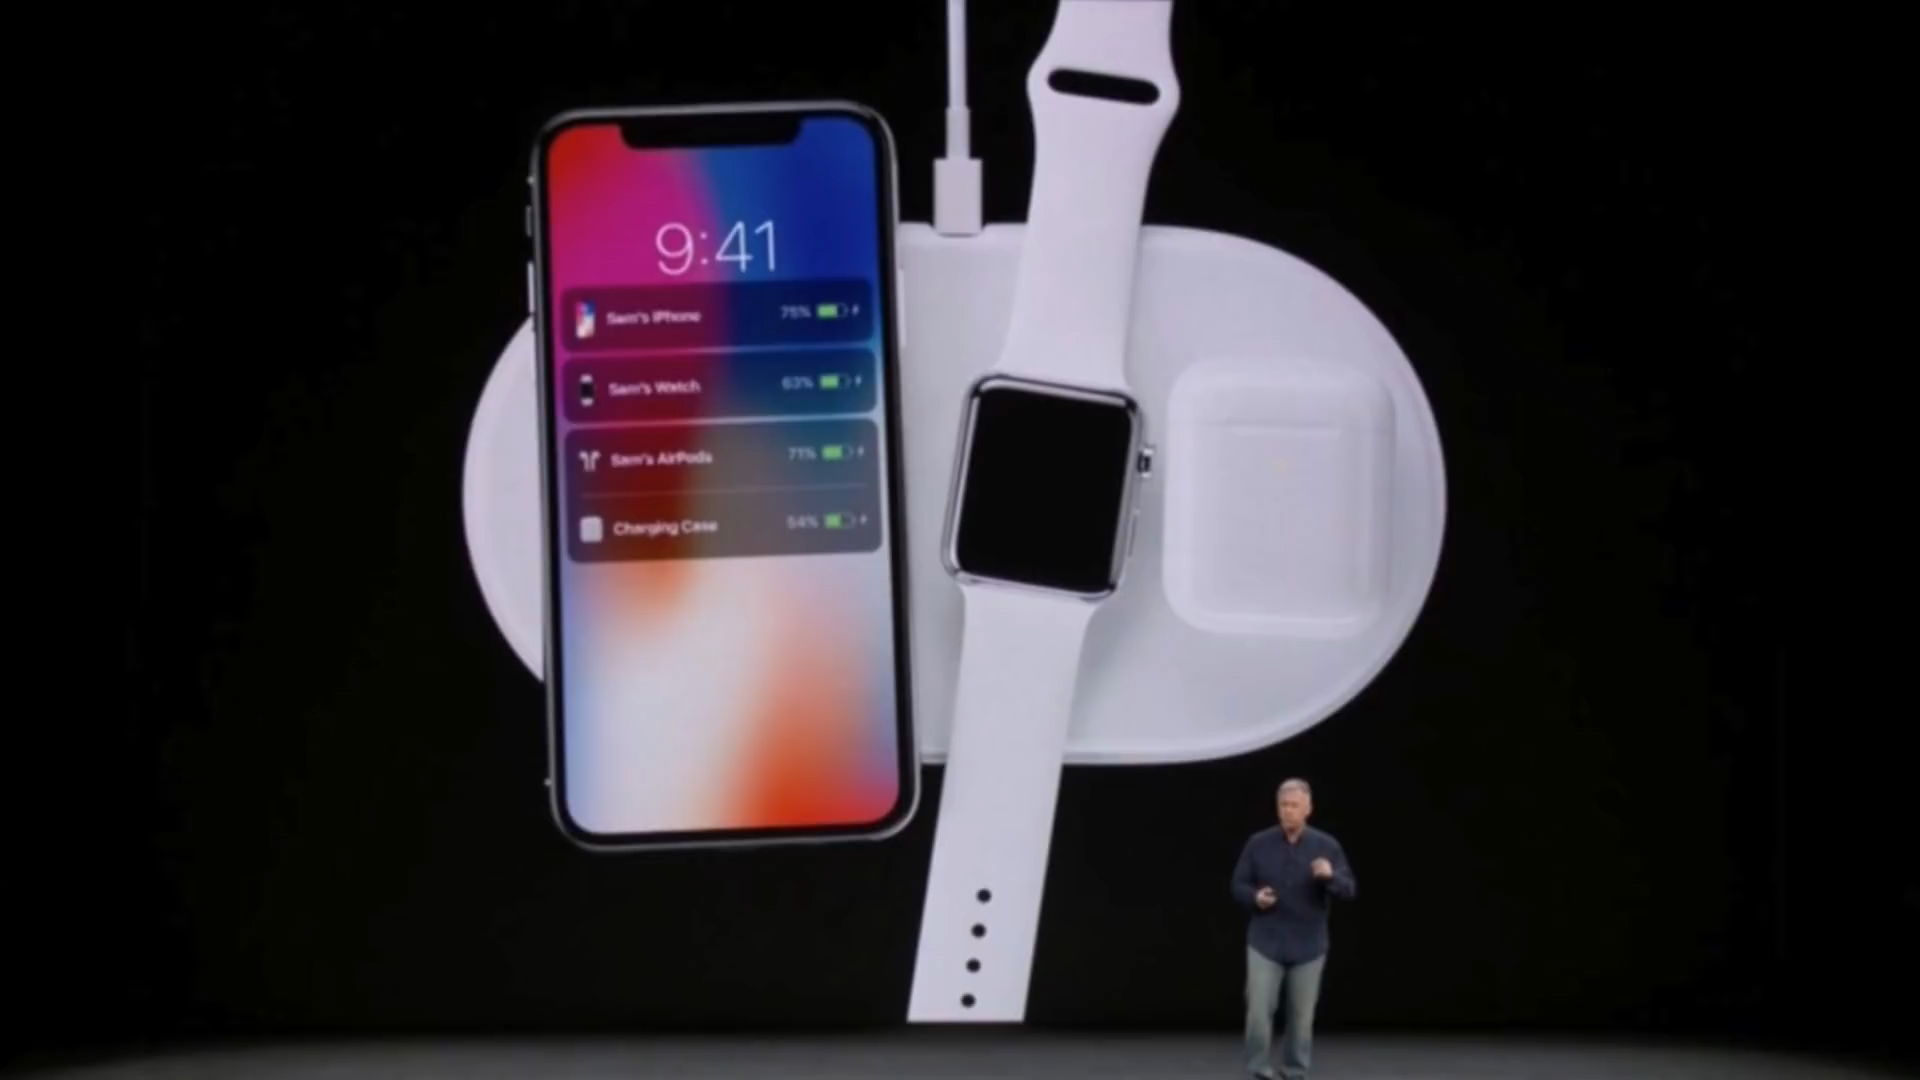 9:41
Sam's iPhone 75%
Sam's Watch 63%
Sam's AirPods 71%
Charging Case 54%